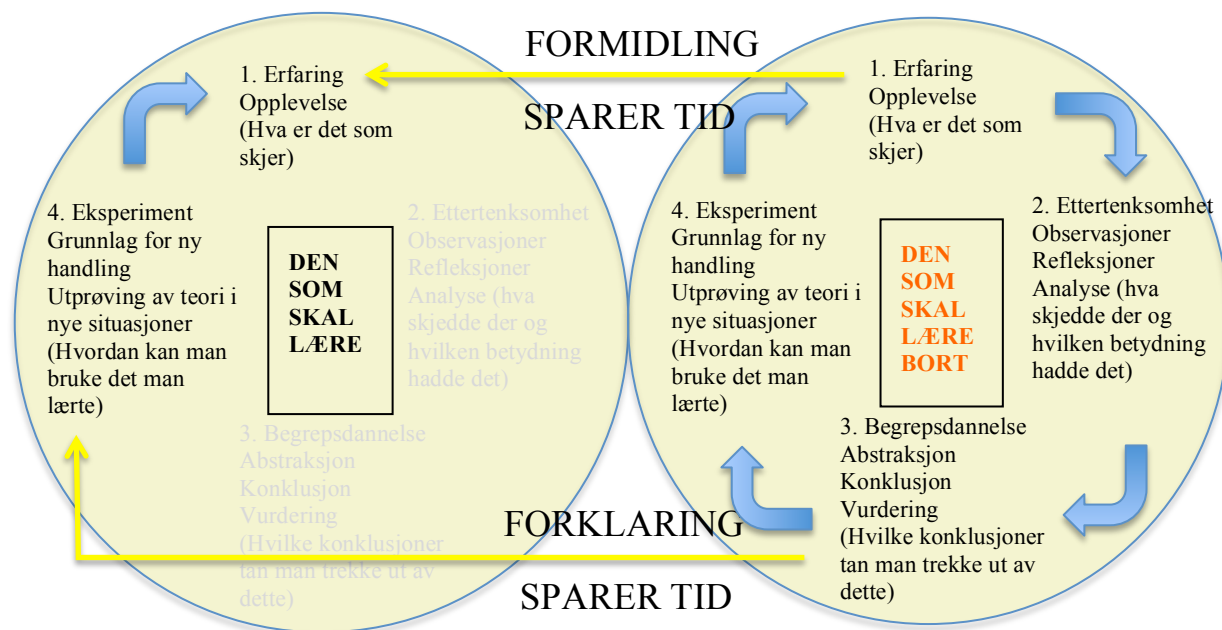 FORMIDLING
SPARER TID
1. Erfaring
Opplevelse
(Hva er det som
skjer)
4. Eksperiment
Grunnlag for ny
handling
Utprøving av teori i
nye situasjoner
(Hvordan kan man
bruke det man
lærte)
DEN
SOM
SKAL
LÆRE
2. Ettertenksomhet
Observasjoner
Refleksjoner
Analyse (hva
skjedde der og
hvilken betydning
hadde det)
3. Begrepsdannelse
Abstraksjon
Konklusjon
Vurdering
(Hvilke konklusjoner
tan man trekke ut av
dette)
1. Erfaring
Opplevelse
(Hva er det som
skjer)
4. Eksperiment
Grunnlag for ny
handling
Utprøving av teori i
nye situasjoner
(Hvordan kan man
bruke det man
lærte)
DEN
SOM
SKAL
LÆRE
BORT
2. Ettertenksomhet
Observasjoner
Refleksjoner
Analyse (hva
skjedde der og
hvilken betydning
hadde det)
3. Begrepsdannelse
Abstraksjon
Konklusjon
Vurdering
(Hvilke konklusjoner
tan man trekke ut av
dette)
FORKLARING
SPARER TID